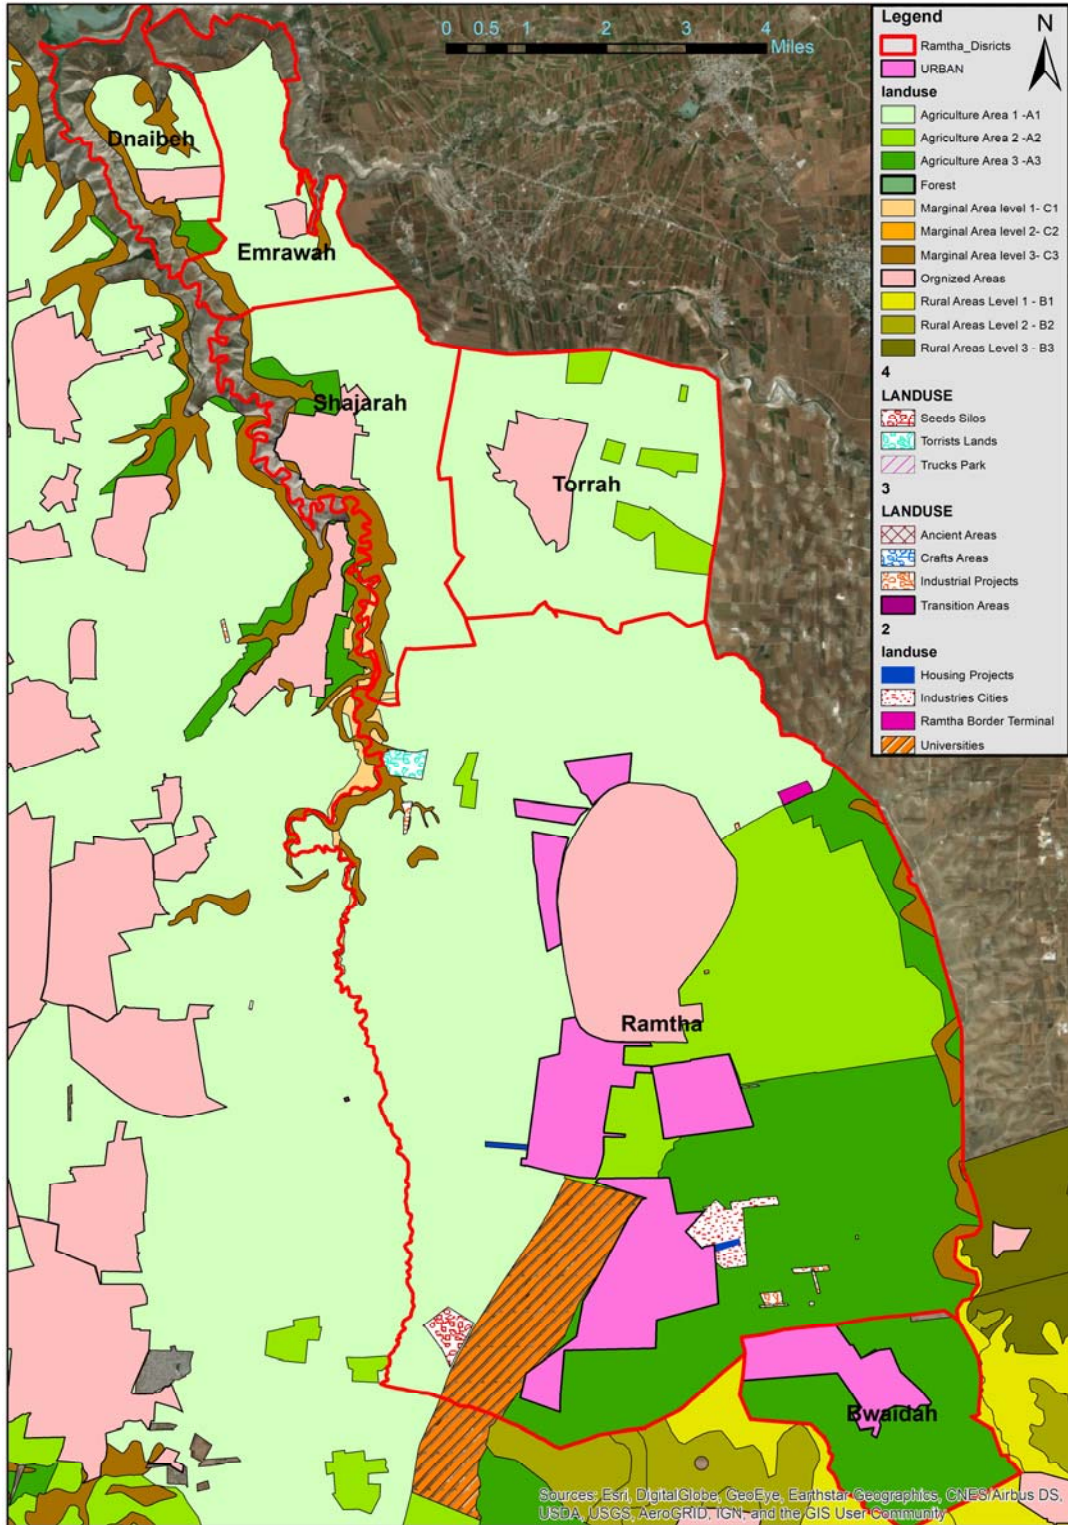 0 0.5 1 2 3 4
Miles
Legend
N
Ramtha_Disricts
URBAN
landuse
Agriculture Area 1 -A1
Agriculture Area 2 -A2
Agriculture Area 3 -A3
Forest
Marginal Area level 1- C1
Marginal Area level 2- C2
Marginal Area level 3- C3
Orgnized Areas
Rural Areas Level 1 - B1
Rural Areas Level 2 - B2
Rural Areas Level 3 - B3
4
LANDUSE
Seeds Silos
Torrists Lands
Trucks Park
3
LANDUSE
Ancient Areas
Crafts Areas
Industrial Projects
Transition Areas
2
landuse
Housing Projects
Industries Cities
Ramtha Border Terminal
Universities
Dnaibeh
Emrawah
Shajarah
Torrah
Ramtha
Bwaidah
Sources: Esri, DigitalGlobe, GeoEye, Earthstar Geographics, CNES/Airbus DS,
USDA, USGS, AeroGRID, IGN, and the GIS User Community